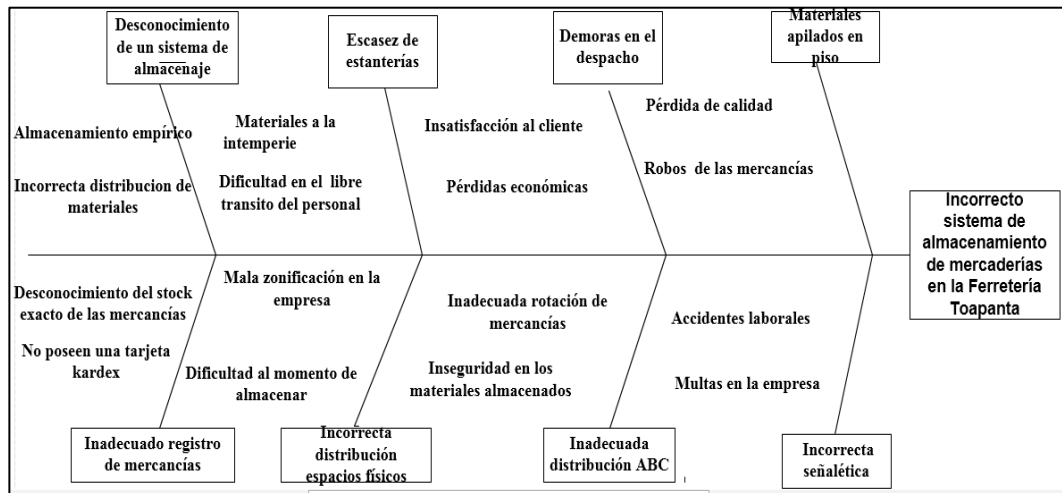 Desconocimiento
de un sistema de
almacenaje
Escasez de
estanterías
Demoras en el
despacho
Materiales
apilados en
piso
Almacenamiento empírico
Incorrecta distribucion de
materiales
Materiales a la
intemperie
Dificultad en el libre
transito del personal
Insatisfacción al cliente
Pérdidas económicas
Pérdida de calidad
Robos de las mercancías
Incorrecto
sistema de
almacenamiento
de mercaderías
en la Ferretería
Toapanta
Desconocimiento del stock
exacto de las mercancías
No poseen una tarjeta
kardex
Mala zonificación en la
empresa
Dificultad al momento de
almacenar
Inadecuada rotación de
mercancías
Inseguridad en los
materiales almacenados
Accidentes laborales
Multas en la empresa
Inadecuado registro
de mercancías
Incorrecta
distribución
espacios físicos
Inadecuada
distribución ABC
Incorrecta
señalética